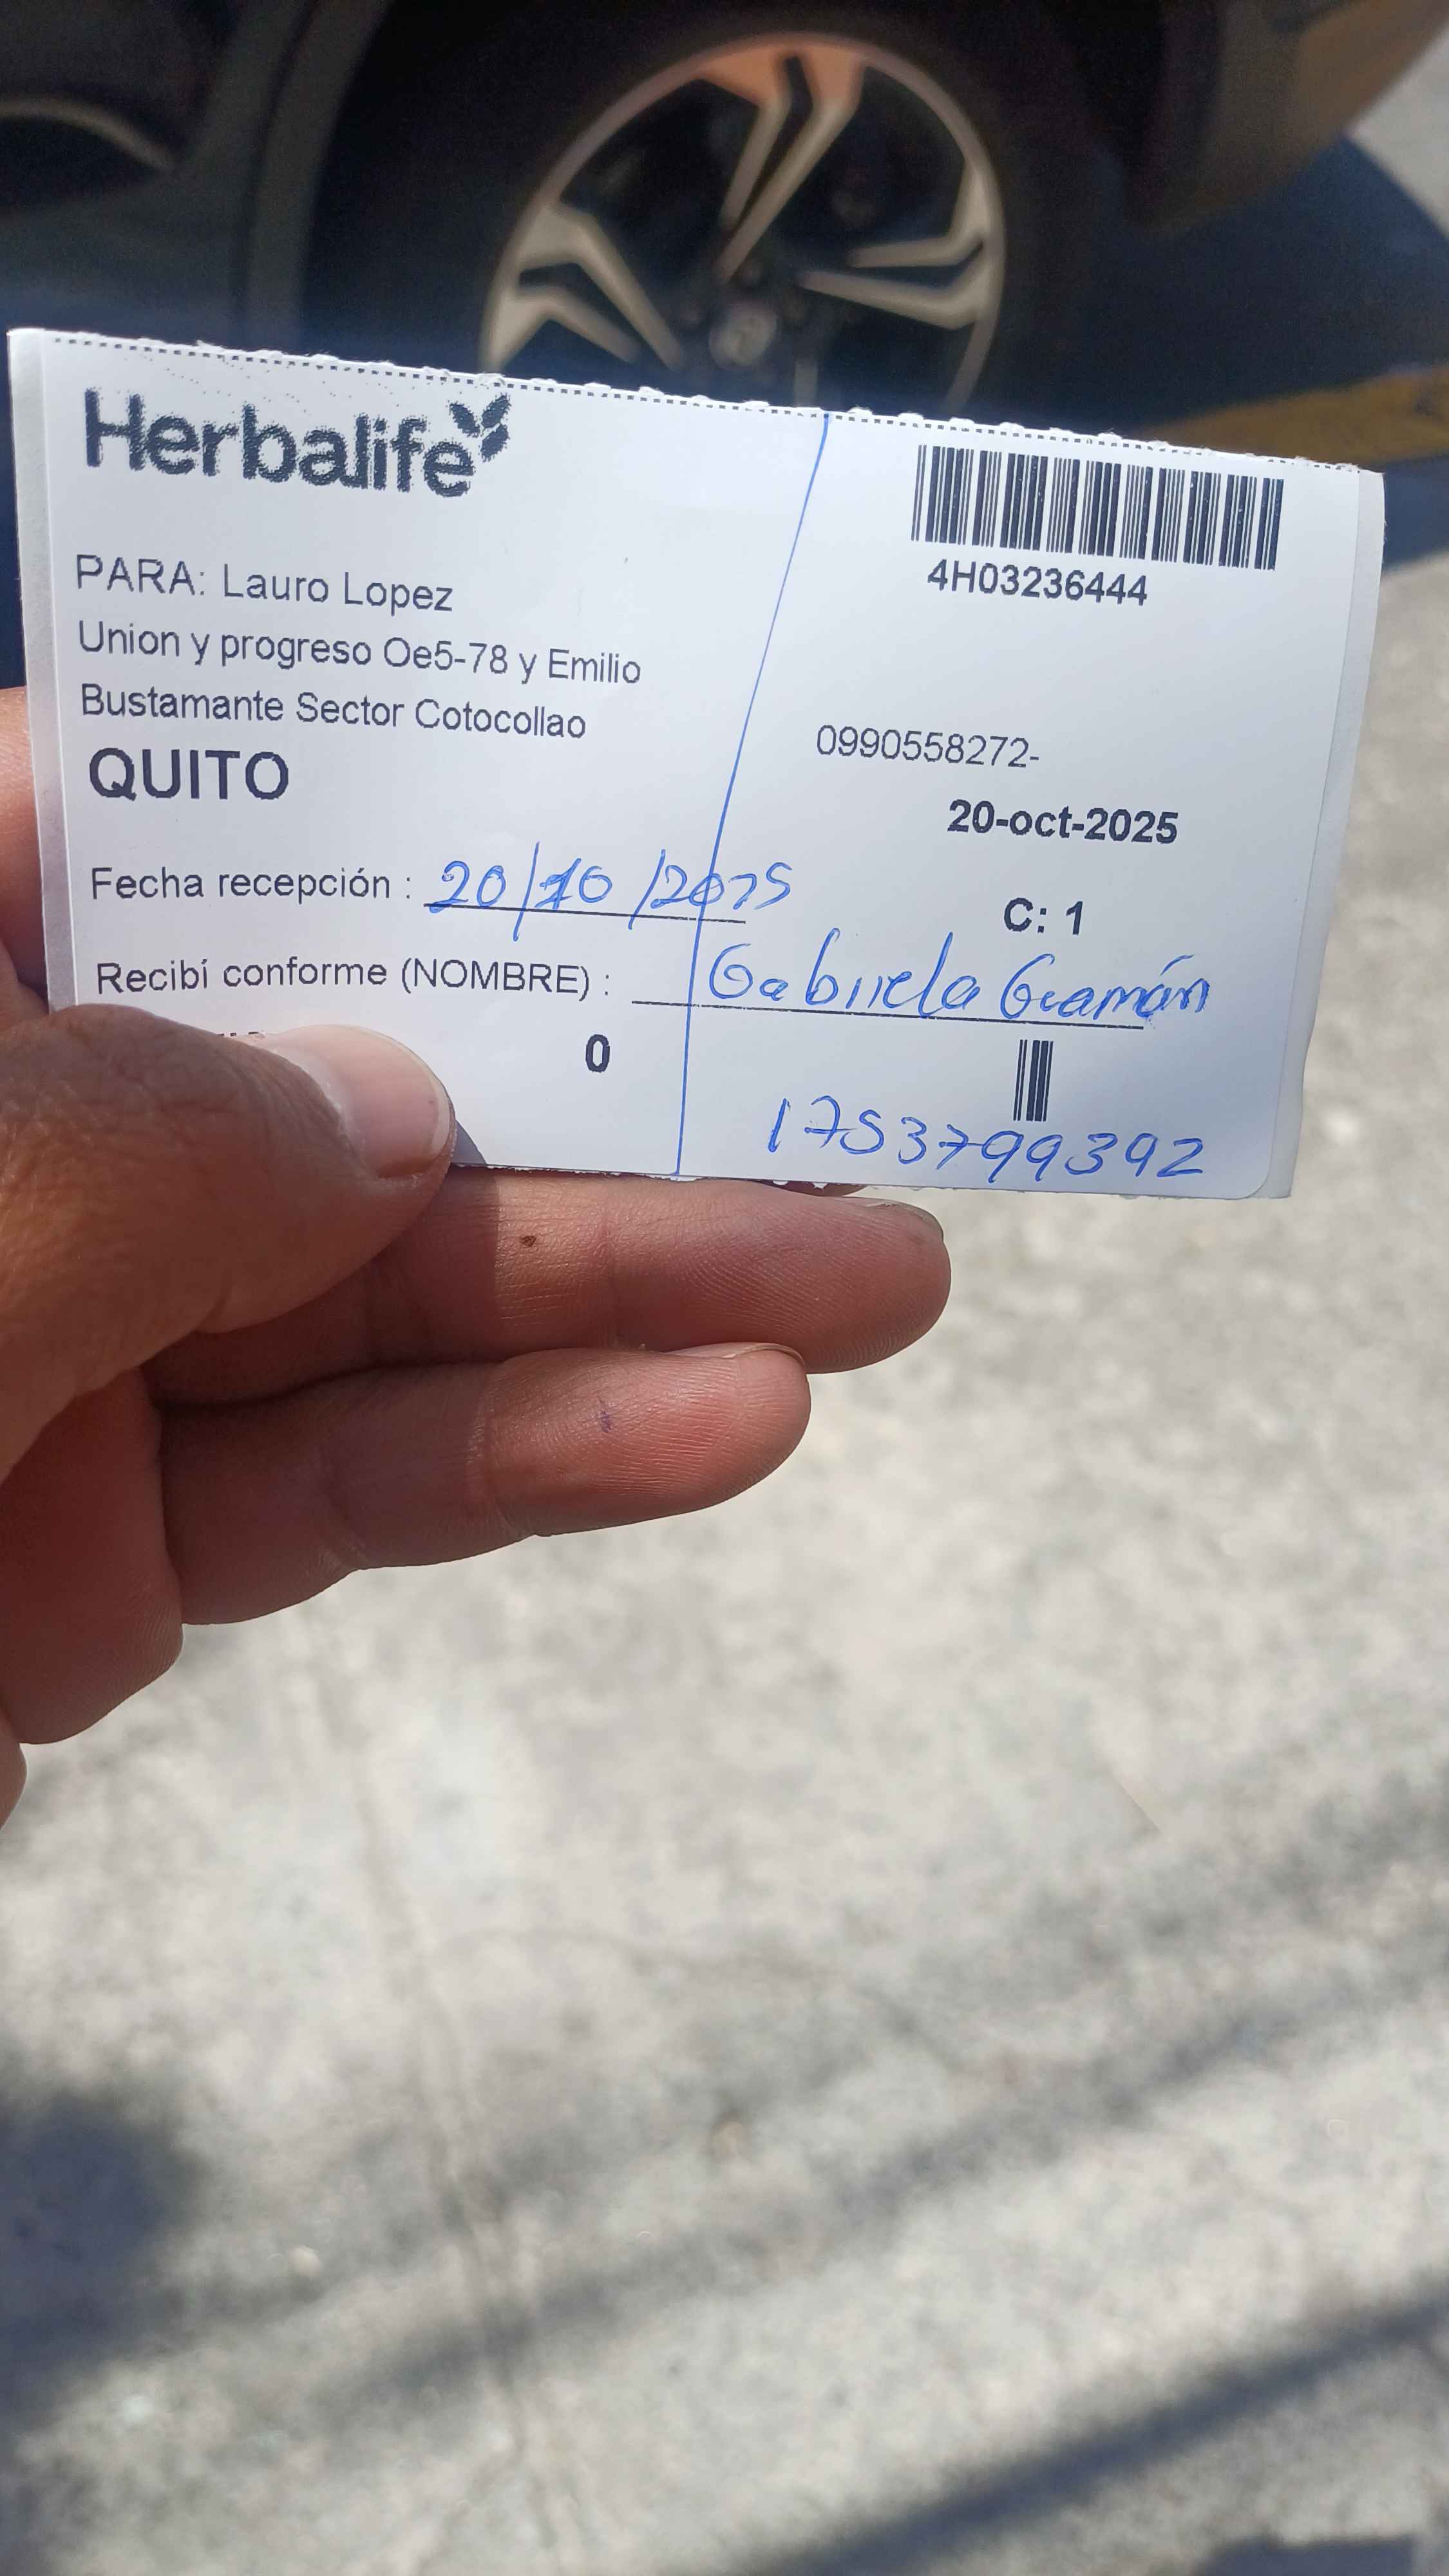 Herbalife
4H03236444
PARA: Lauro Lopez
Union y progreso Oe5-78 y Emilio
Bustamante Sector Cotocollao
QUITO
0990558272-
20-oct-2025
C: 1
Fecha recepción : 20/10/2025
Recibí conforme (NOMBRE) : Gabriela Guamán
0
1753799392